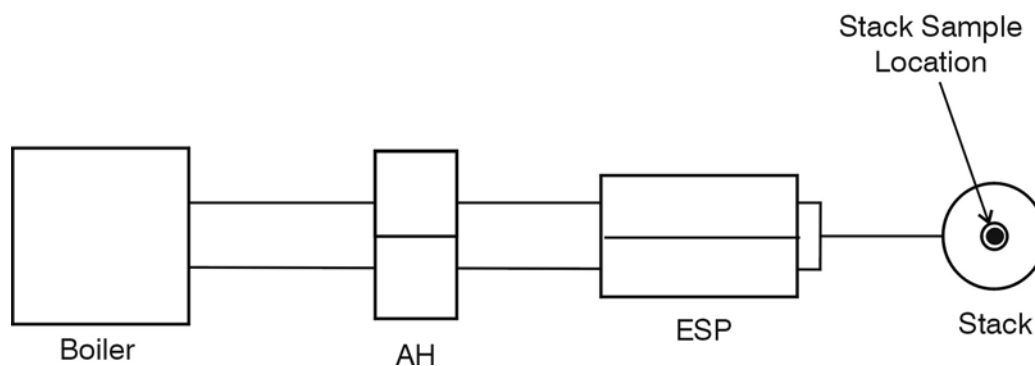 Stack Sample
Location
Boiler
AH
ESP
Stack